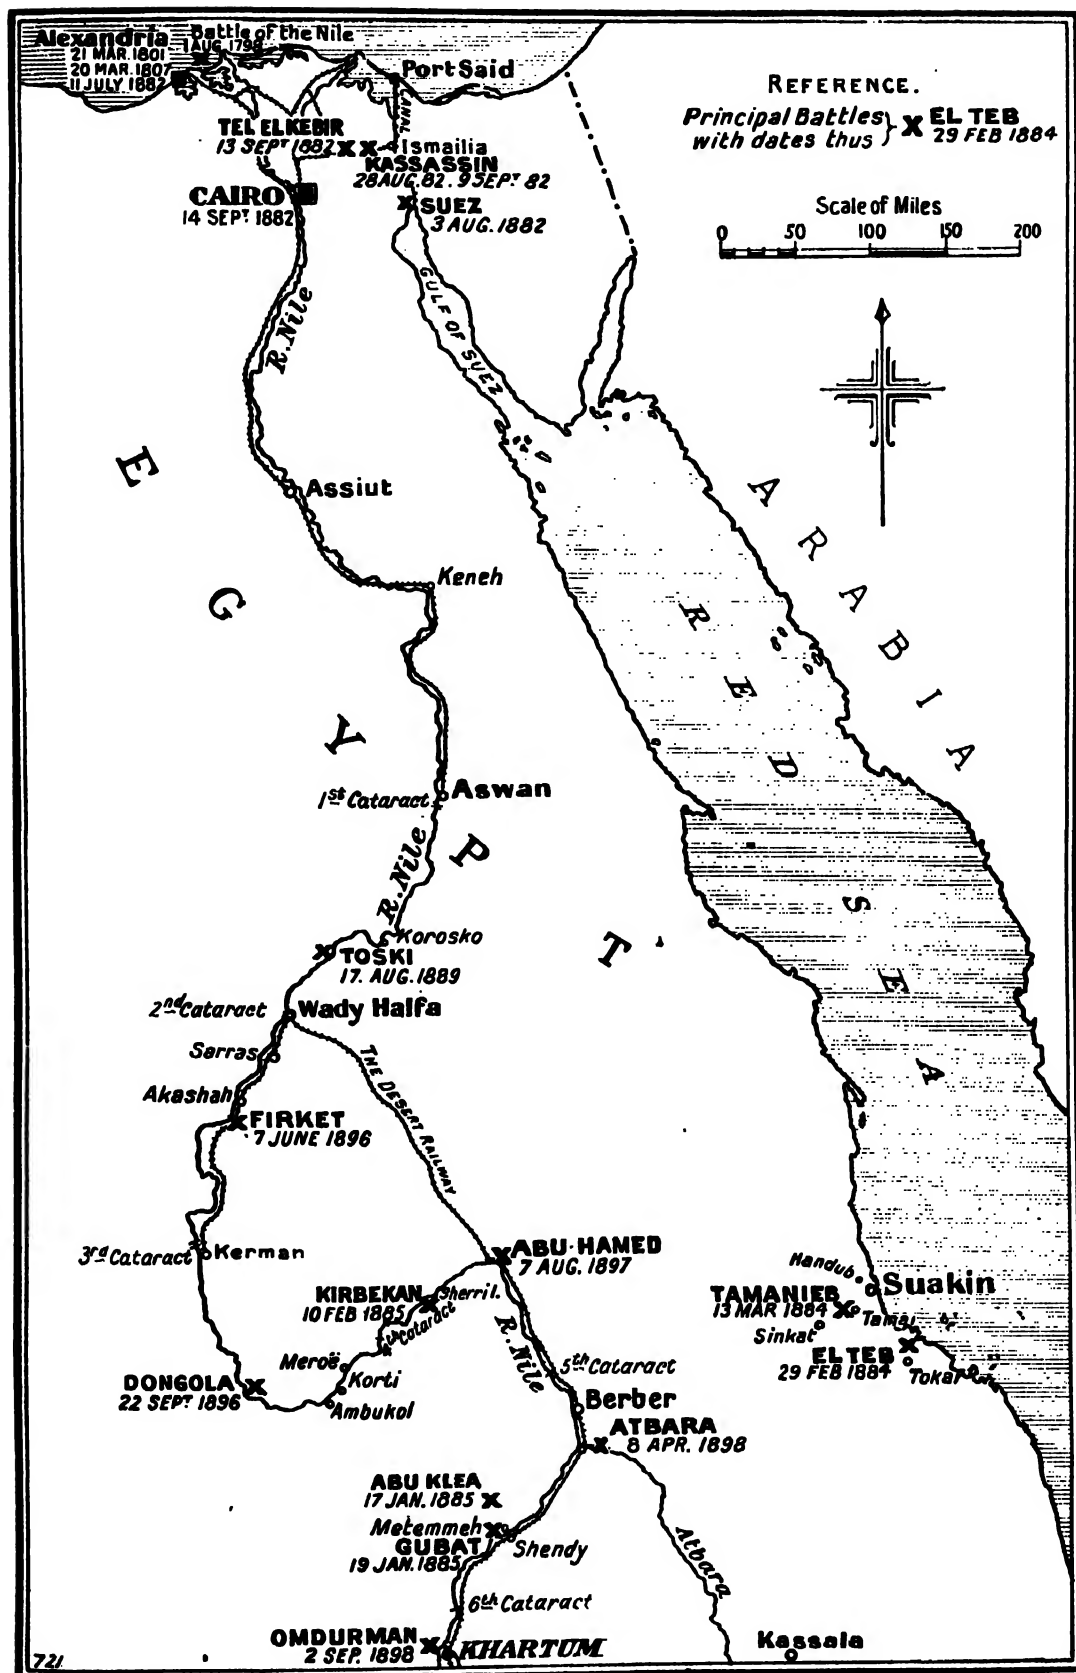 Alexandria
21 MAR. 1801
20 MAR. 1807
11 JULY 1882
Battle of the Nile
1 AUG. 1798
Port Said
CANAL
TEL EL KEBIR
13 SEPT 1882
Ismailia
KASSASSIN
28 AUG. 82. 9 SEPT 82
CAIRO
14 SEPT. 1882
SUEZ
3 AUG. 1882
REFERENCE.
Principal Battles
with dates thus
X EL TEB
29 FEB 1884
Scale of Miles
0 50 100 150 200
R. Nile
GULF OF SUEZ
EGYPT
ARABIA
RED SEA
Assiut
Keneh
1st Cataract
Aswan
R. Nile
Korosko
TOSKI
17. AUG. 1889
2nd Cataract
Wady Halfa
Sarras
THE DESERT RAILWAY
Akashah
FIRKET
7 JUNE 1896
3rd Cataract
Kerman
ABU HAMED
7 AUG. 1897
KIRBEKAN
10 FEB 1885
Sherri I.
4th Cataract
R. Nile
Meroë
Korti
Ambukol
DONGOLA
22 SEPT. 1896
5th Cataract
Berber
ATBARA
8 APR. 1898
Handub
Suakin
TAMANIEB
13 MAR 1884
Tamai
Sinkat
EL TEB
29 FEB 1884
Tokar
ABU KLEA
17 JAN. 1885
Metemmeh
GUBAT
19 JAN. 1885
Shendy
Atbara
6th Cataract
OMDURMAN
2 SEP. 1898
KHARTUM
Kassala
721.